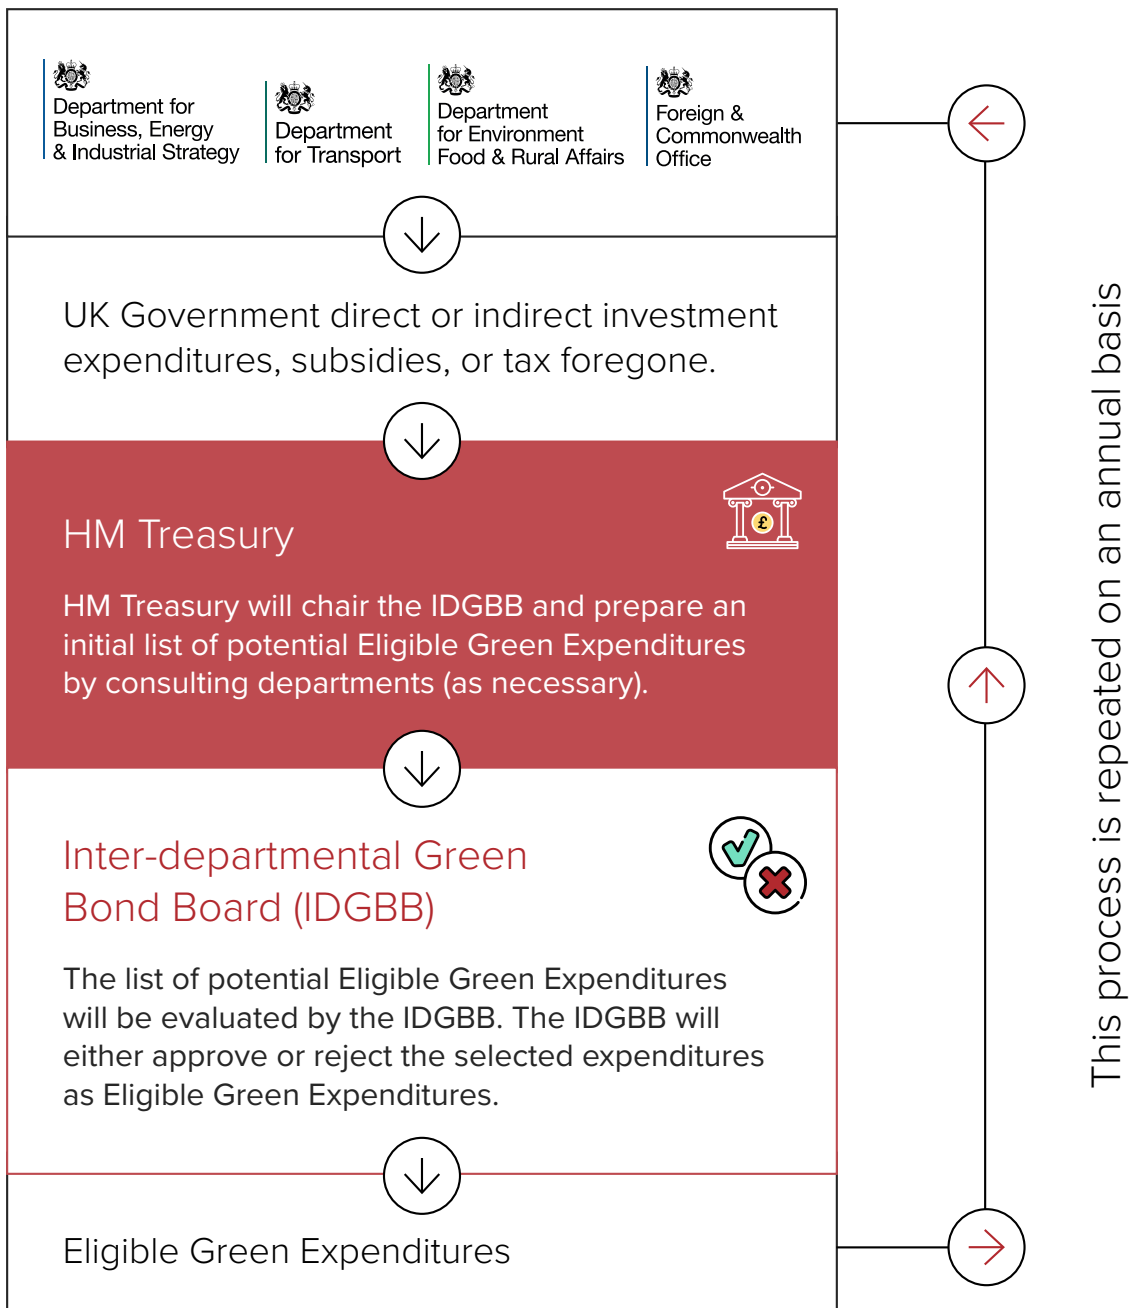 Department for
Business, Energy
& Industrial Strategy
Department
for Transport
Department
for Environment
Food & Rural Affairs
Foreign &
Commonwealth
Office
UK Government direct or indirect investment
expenditures, subsidies, or tax foregone.
HM Treasury
£
HM Treasury will chair the IDGBB and prepare an
initial list of potential Eligible Green Expenditures
by consulting departments (as necessary).
Inter-departmental Green
Bond Board (IDGBB)
The list of potential Eligible Green Expenditures
will be evaluated by the IDGBB. The IDGBB will
either approve or reject the selected expenditures
as Eligible Green Expenditures.
Eligible Green Expenditures
This process is repeated on an annual basis